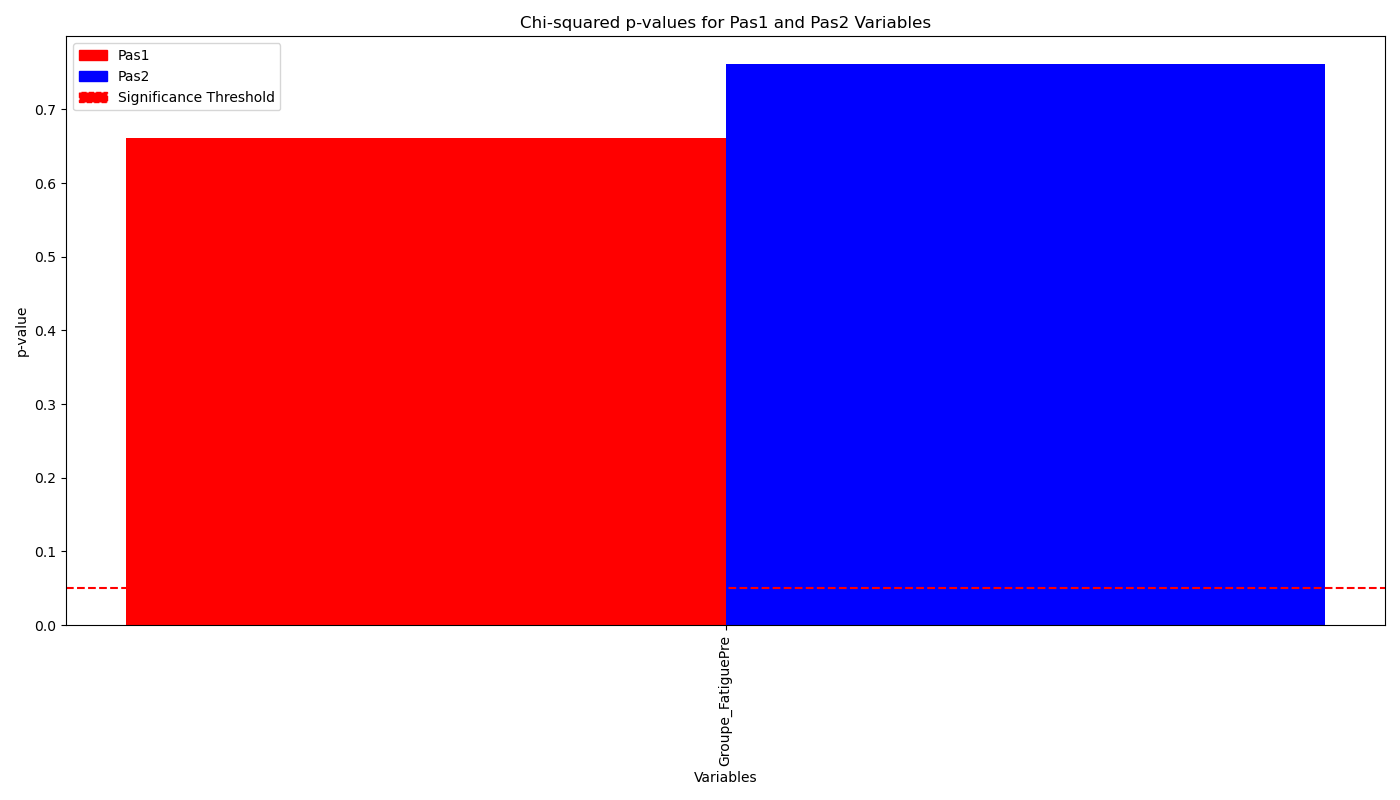 Chi-squared p-values for Pas1 and Pas2 Variables
Pas1
Pas2
Significance Threshold
0.7
0.6
0.5
0.4
0.3
0.2
0.1
0.0
p-value
Groupe_FatiguePre
Variables